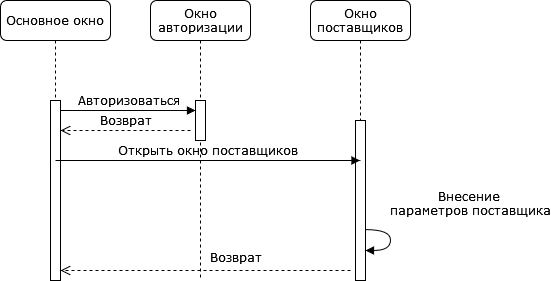 Основное окно
Окно
авторизации
Окно
поставщиков
Авторизоваться
Возврат
Открыть окно поставщиков
Внесение
параметров поставщика
Возврат